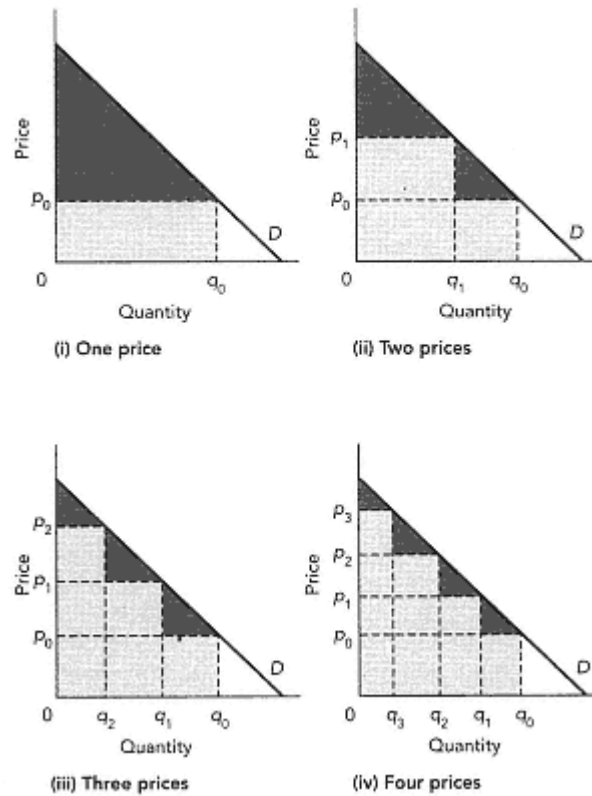 Price
p₀
D
0
q₀
Quantity
(i) One price
Price
p₁
p₀
D
0
q₁
q₀
Quantity
(ii) Two prices
Price
p₂
p₁
p₀
D
0
q₂
q₁
q₀
Quantity
(iii) Three prices
Price
p₃
p₂
p₁
p₀
D
0
q₃
q₂
q₁
q₀
Quantity
(iv) Four prices